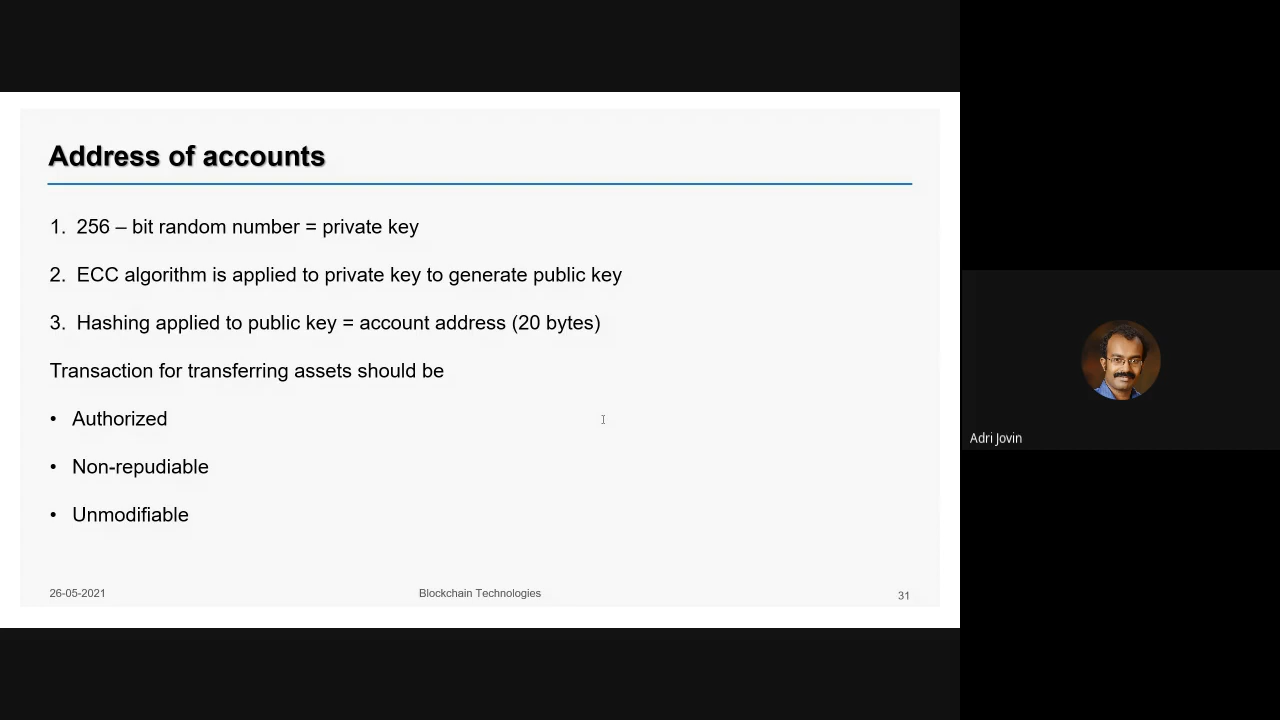 Address of accounts
1. 256 – bit random number = private key
2. ECC algorithm is applied to private key to generate public key
3. Hashing applied to public key = account address (20 bytes)
Transaction for transferring assets should be
• Authorized
• Non-repudiable
• Unmodifiable
26-05-2021
Blockchain Technologies
31
Adri Jovin